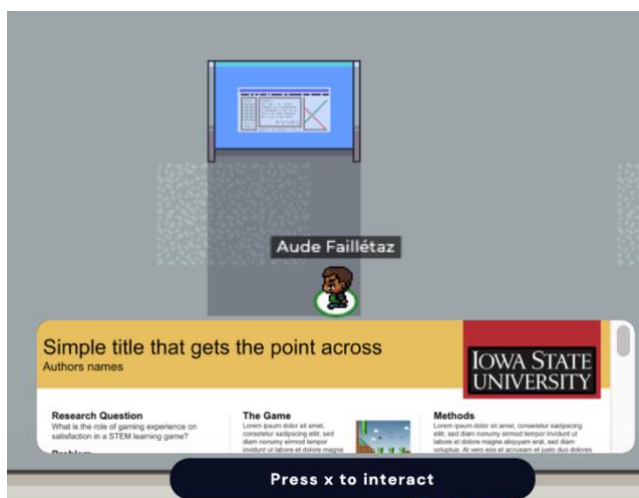 Aude Faillétaz
Simple title that gets the point across
Authors names
IOWA STATE
UNIVERSITY
Research Question
What is the role of gaming experience on
satisfaction in a STEM learning game?
Problem
The Game
Lorem ipsum dolor sit amet,
consetetur sadipscing elitr, sed
diam nonumy eirmod tempor
invidunt ut labore et dolore magna
Methods
Lorem ipsum dolor sit amet, consetetur sadipscing
elitr, sed diam nonumy eirmod tempor invidunt ut
labore et dolore magna aliquyam erat, sed diam
voluptua. At vero eos et accusam et justo duo dolores
Press x to interact